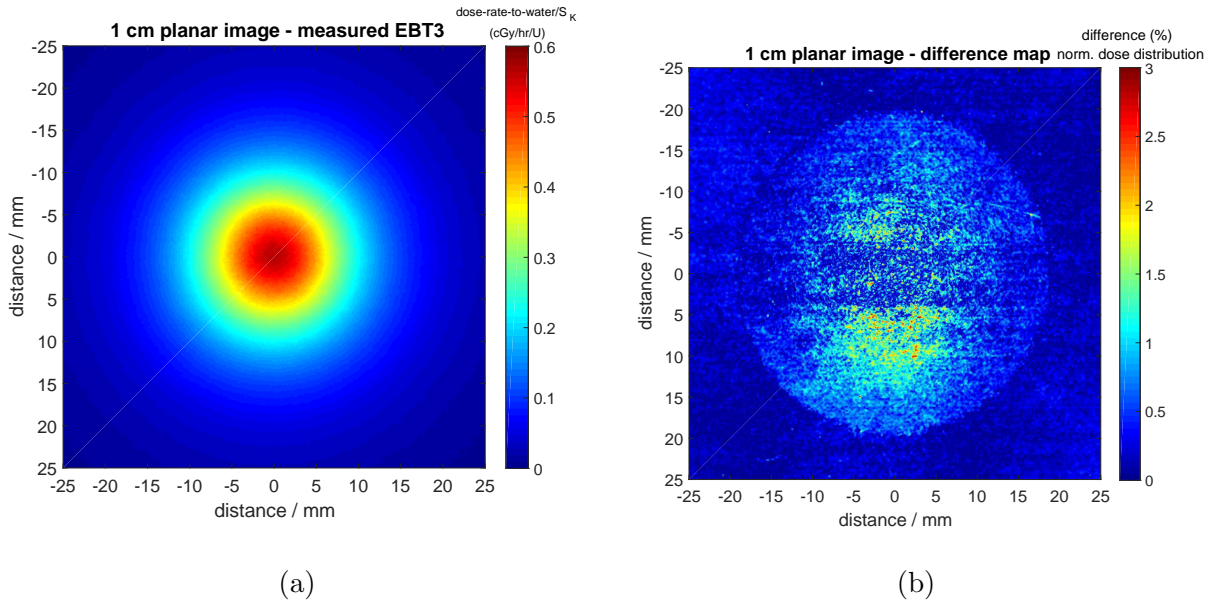 dose-rate-to-water/S_K
1 cm planar image - measured EBT3
(cGy/hr/U)
-25
-20
-15
-10
-5
0
5
10
15
20
25
distance / mm
-25 -20 -15 -10 -5 0 5 10 15 20 25
distance / mm
0.6
0.5
0.4
0.3
0.2
0.1
0
(a)
difference (%)
1 cm planar image - difference map
norm. dose distribution
-25
-20
-15
-10
-5
0
5
10
15
20
25
distance / mm
-25 -20 -15 -10 -5 0 5 10 15 20 25
distance / mm
3
2.5
2
1.5
1
0.5
0
(b)